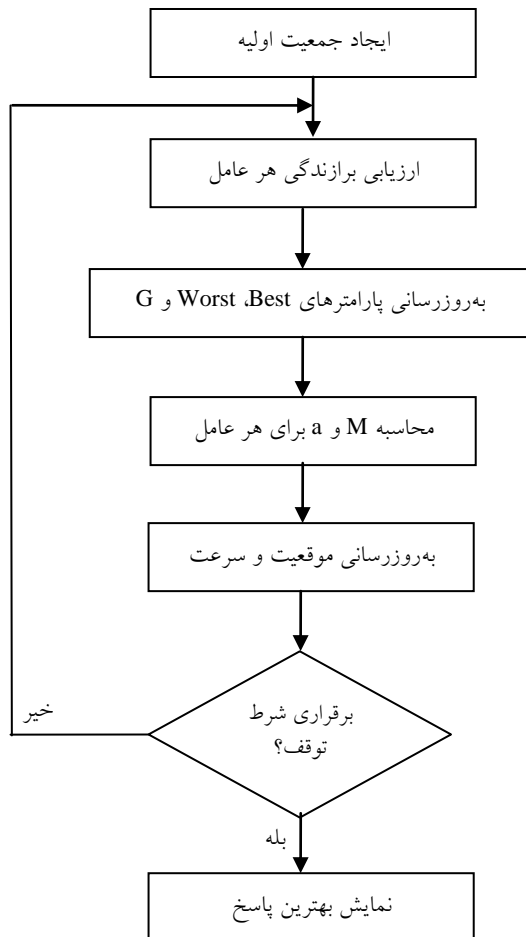 ایجاد جمعیت اولیه
ارزیابی برازندگی هر عامل
به‌روزرسانی پارامترهای Best، Worst و G
محاسبه M و a برای هر عامل
به‌روزرسانی موقعیت و سرعت
برقراری شرط
توقف؟
خیر
بله
نمایش بهترین پاسخ